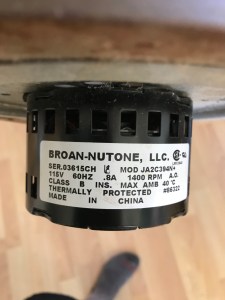 BROAN-NUTONE, LLC.
SER.03615CH MOD JA2C394N
115V 60HZ .8A 1400 RPM A.O.
CLASS B INS. MAX AMB 40°C
THERMALLY PROTECTED #86322
MADE IN CHINA